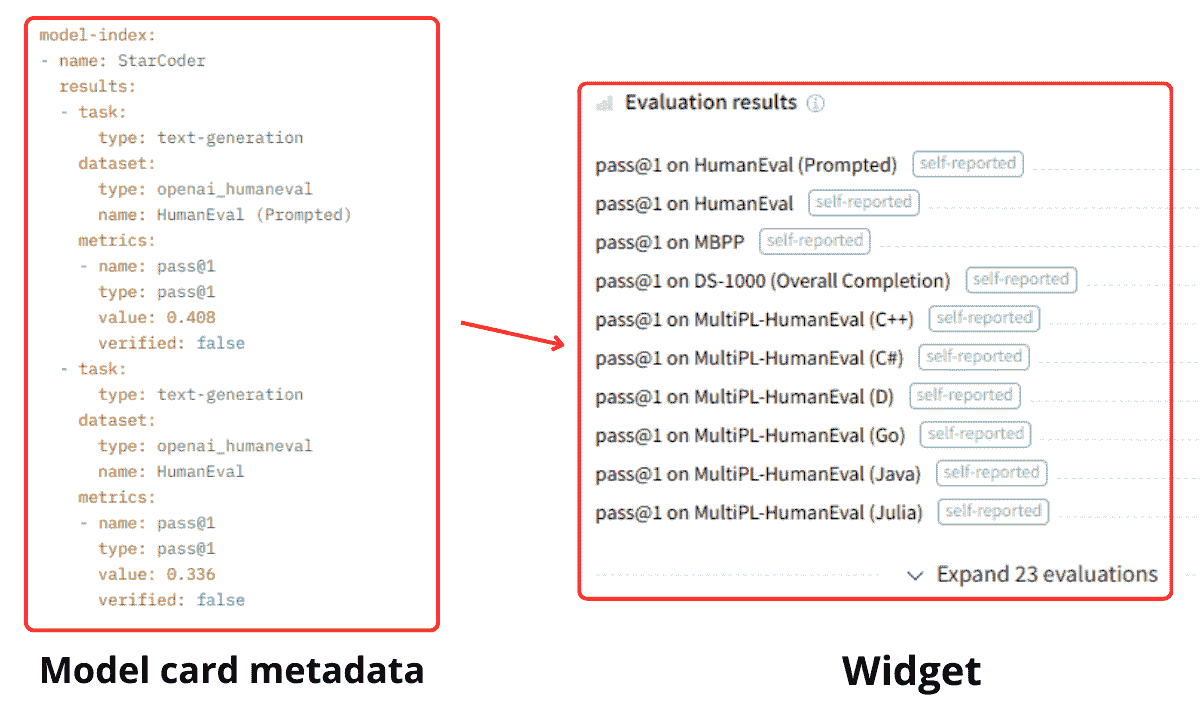 model-index:
- name: StarCoder
results:
- task:
type: text-generation
dataset:
type: openai_humaneval
name: HumanEval (Prompted)
metrics:
- name: pass@1
type: pass@1
value: 0.408
verified: false
- task:
type: text-generation
dataset:
type: openai_humaneval
name: HumanEval
metrics:
- name: pass@1
type: pass@1
value: 0.336
verified: false
Model card metadata
Evaluation results
pass@1 on HumanEval (Prompted) self-reported
pass@1 on HumanEval self-reported
pass@1 on MBPP self-reported
pass@1 on DS-1000 (Overall Completion) self-reported
pass@1 on MultiPL-HumanEval (C++) self-reported
pass@1 on MultiPL-HumanEval (C#) self-reported
pass@1 on MultiPL-HumanEval (D) self-reported
pass@1 on MultiPL-HumanEval (Go) self-reported
pass@1 on MultiPL-HumanEval (Java) self-reported
pass@1 on MultiPL-HumanEval (Julia) self-reported
Expand 23 evaluations
Widget